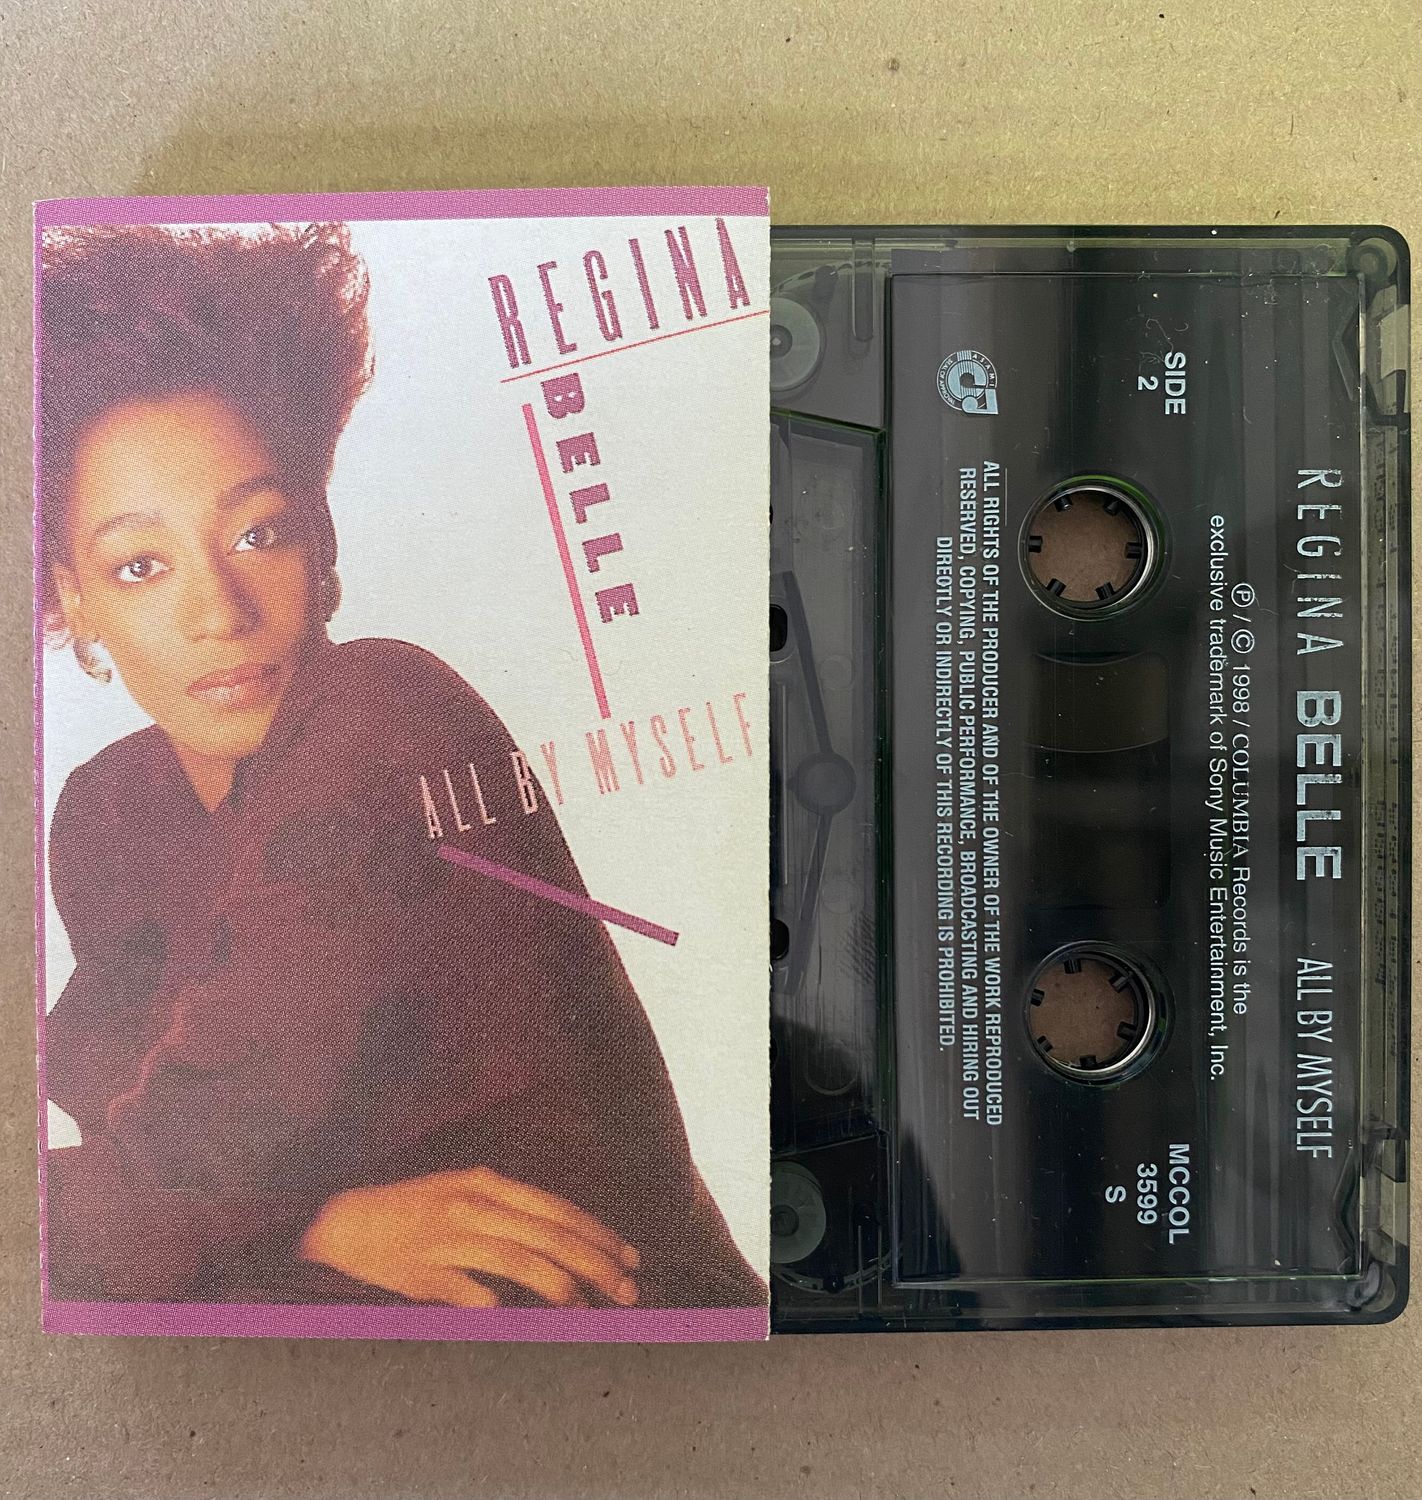 REGINA
BELLE
ALL BY MYSELF
REGINA BELLE ALL BY MYSELF
Ⓟ / © 1998 / COLUMBIA Records is the
exclusive trademark of Sony Music Entertainment, Inc.
SIDE
2
MCCOL
3599
S
ALL RIGHTS OF THE PRODUCER AND OF THE OWNER OF THE WORK REPRODUCED
RESERVED, COPYING, PUBLIC PERFORMANCE, BROADCASTING AND HIRING OUT
DIREOTLY OR INDIRECTLY OF THIS RECORDING IS PROHIBITED.